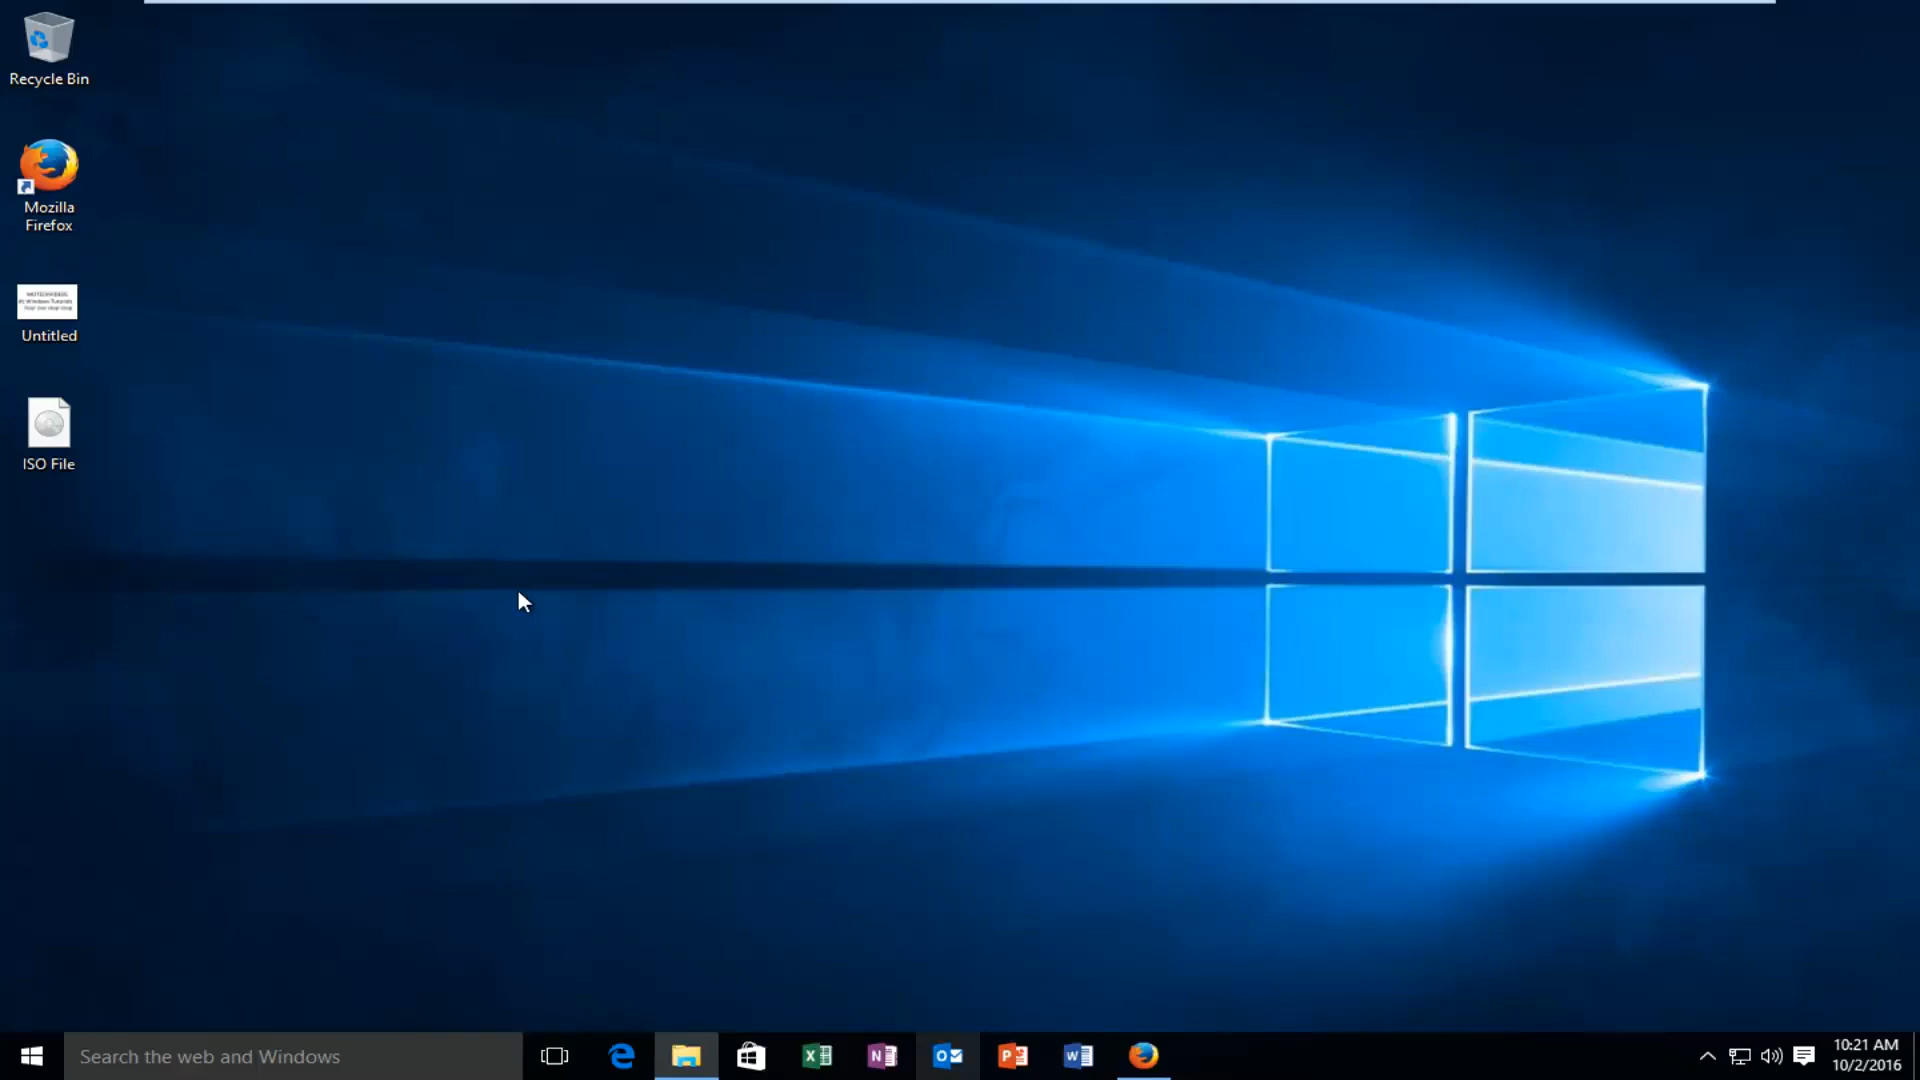 Recycle Bin
Mozilla
Firefox
Untitled
ISO File
Search the web and Windows
10:21 AM
10/2/2016